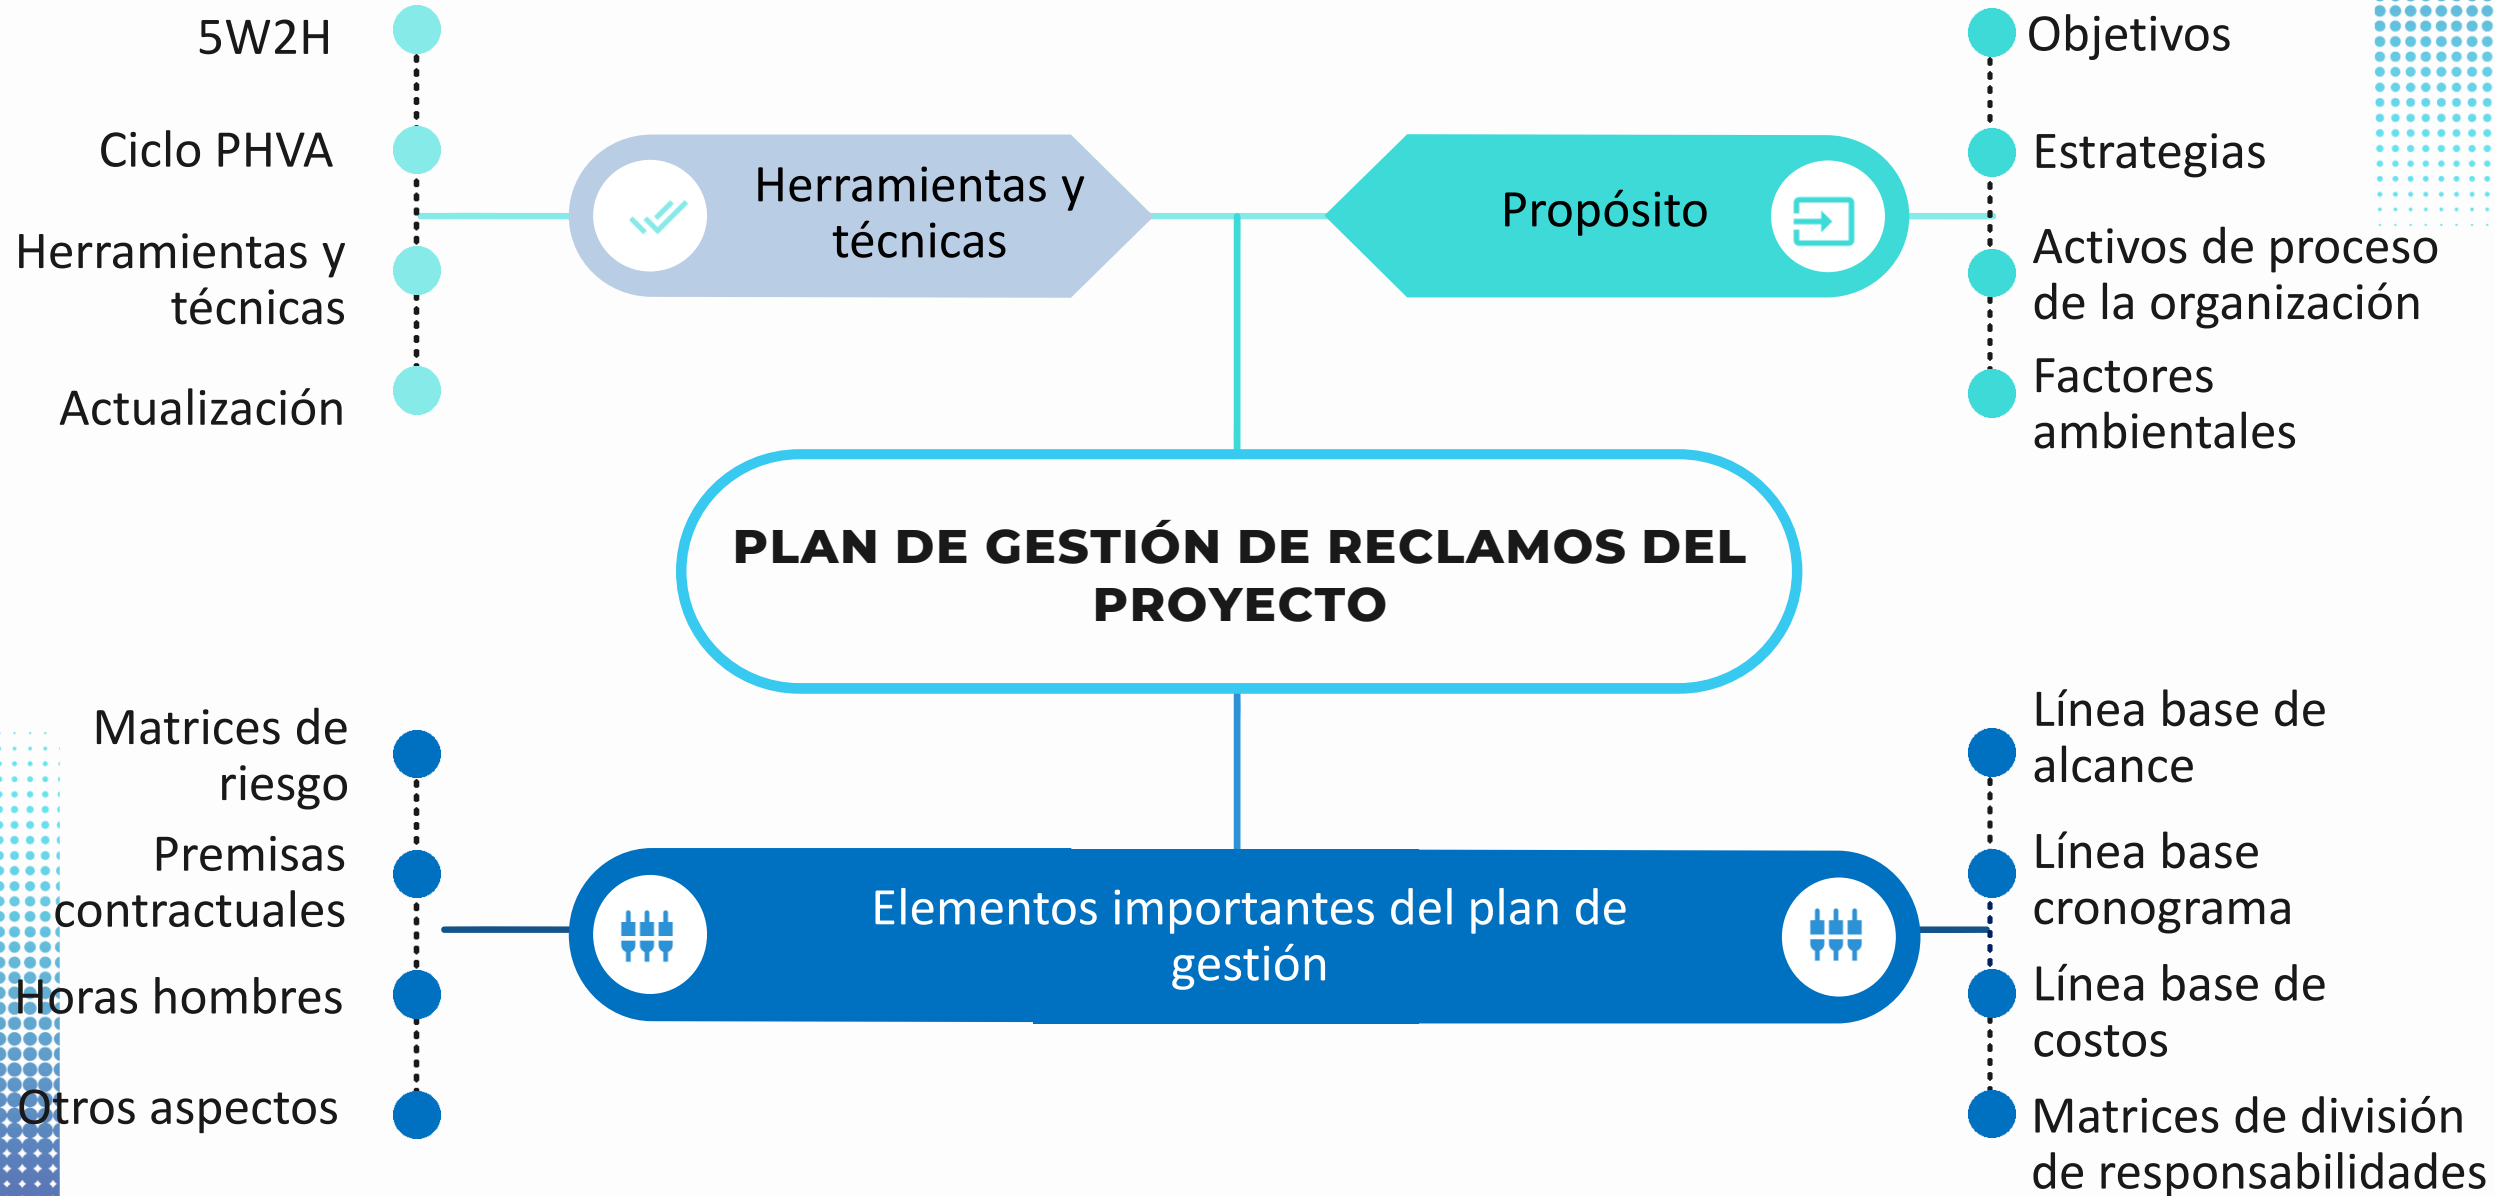 5W2H
Ciclo PHVA
Herramientas y
técnicas
Actualización
Herramientas y
técnicas
Propósito
Objetivos
Estrategias
Activos de proceso
de la organización
Factores
ambientales
PLAN DE GESTIÓN DE RECLAMOS DEL
PROYECTO
Matrices de
riesgo
Premisas
contractuales
Horas hombres
Otros aspectos
Elementos importantes del plan de
gestión
Línea base de
alcance
Línea base
cronograma
Línea base de
costos
Matrices de división
de responsabilidades